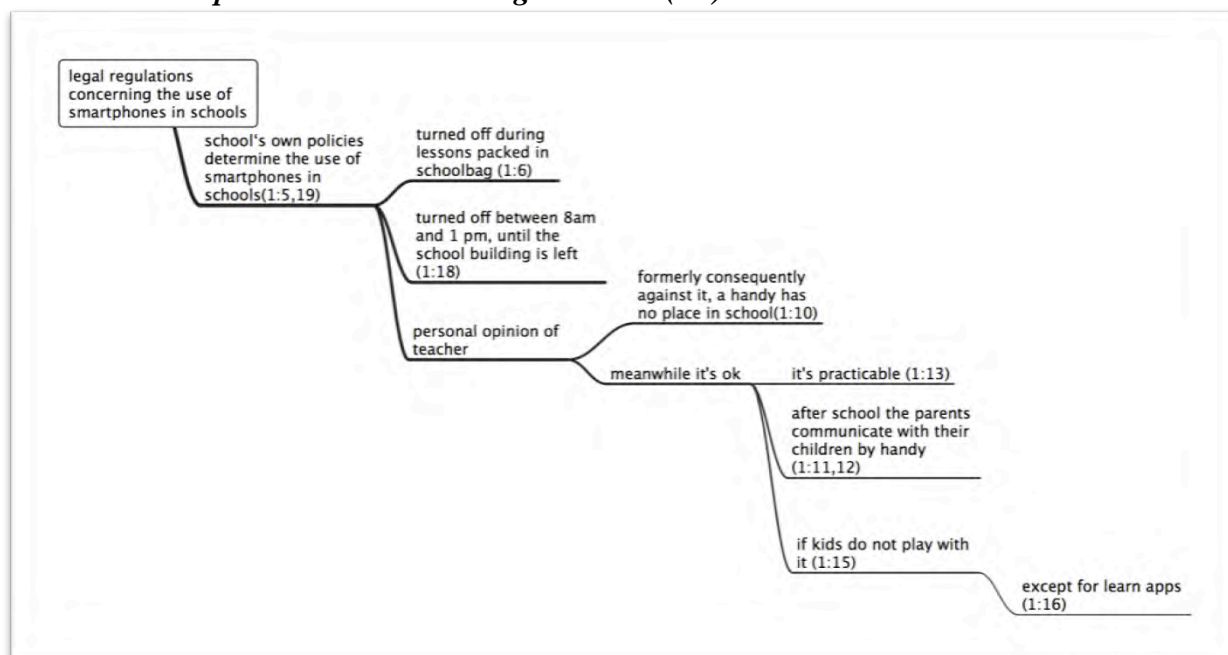 legal regulations
concerning the use of
smartphones in schools
school's own policies
determine the use of
smartphones in
schools(1:5,19)
turned off during
lessons packed in
schoolbag (1:6)
turned off between 8am
and 1 pm, until the
school building is left
(1:18)
personal opinion of
teacher
formerly consequently
against it, a handy has
no place in school(1:10)
meanwhile it's ok
it's practicable (1:13)
after school the parents
communicate with their
children by handy
(1:11,12)
if kids do not play with
it (1:15)
except for learn apps
(1:16)